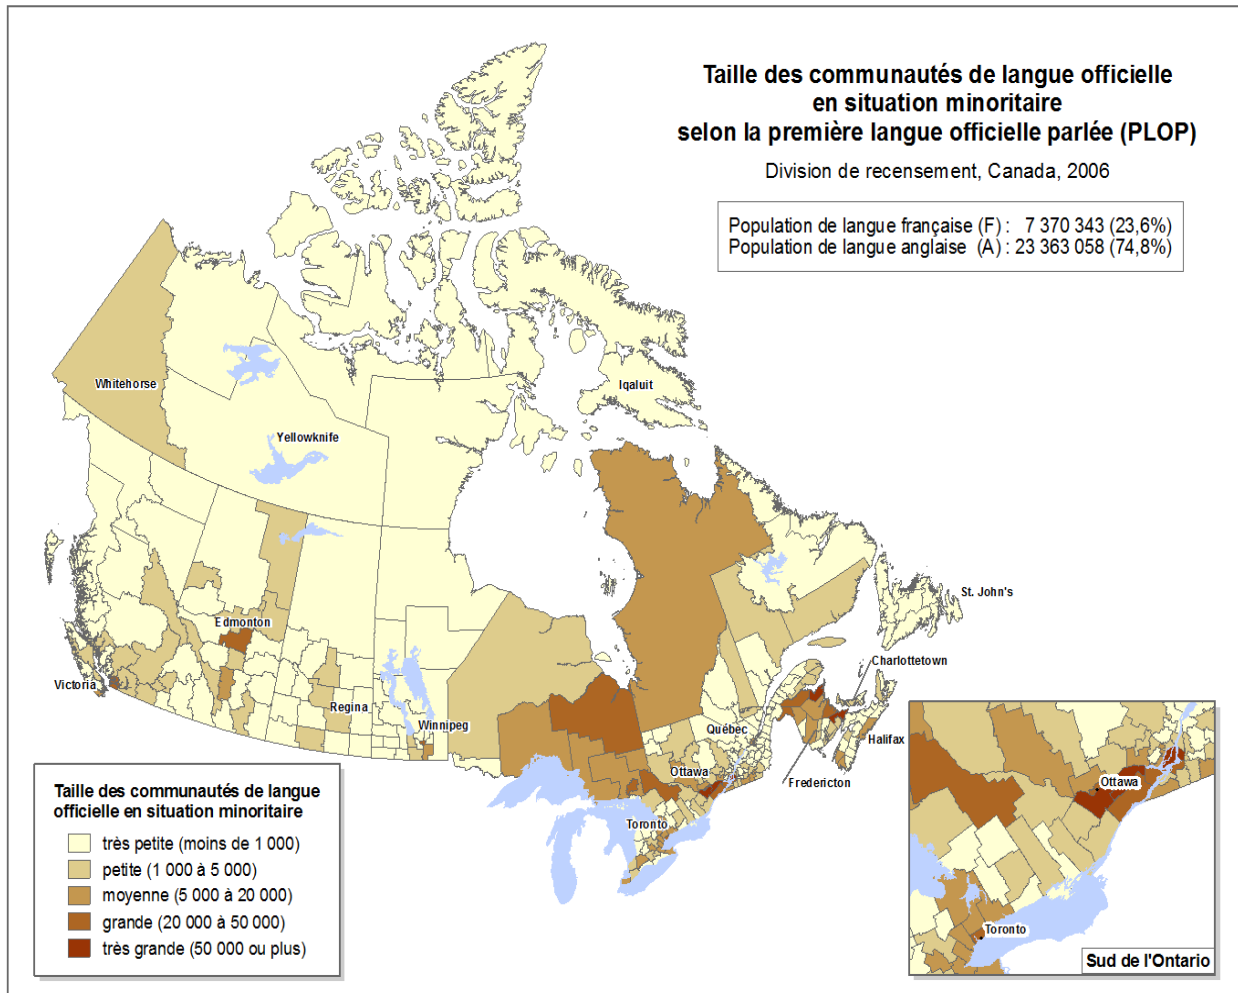 Taille des communautés de langue officielle
en situation minoritaire
selon la première langue officielle parlée (PLOP)
Division de recensement, Canada, 2006
Population de langue française (F) : 7 370 343 (23,6%)
Population de langue anglaise (A) : 23 363 058 (74,8%)
Whitehorse
Iqaluit
Yellowknife
St. John's
Edmonton
Charlottetown
Victoria
Regina
Winnipeg
Québec
Halifax
Ottawa
Fredericton
Toronto
Taille des communautés de langue
officielle en situation minoritaire
très petite (moins de 1 000)
petite (1 000 à 5 000)
moyenne (5 000 à 20 000)
grande (20 000 à 50 000)
très grande (50 000 ou plus)
Ottawa
Toronto
Sud de l'Ontario